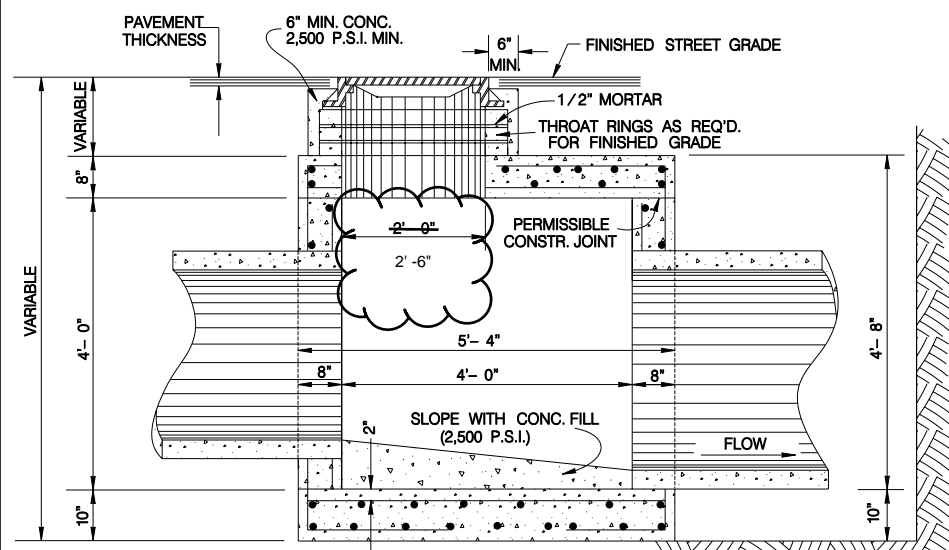 PAVEMENT
THICKNESS
6" MIN. CONC.
2,500 P.S.I. MIN.
6"
MIN.
FINISHED STREET GRADE
1/2" MORTAR
THROAT RINGS AS REQ'D.
FOR FINISHED GRADE
VARIABLE
8"
PERMISSIBLE
CONSTR. JOINT
2'- 0"
2' -6"
VARIABLE
4'- 0"
5'- 4"
8"
4'- 0"
8"
4'- 8"
2"
SLOPE WITH CONC. FILL
(2,500 P.S.I.)
FLOW
10"
10"